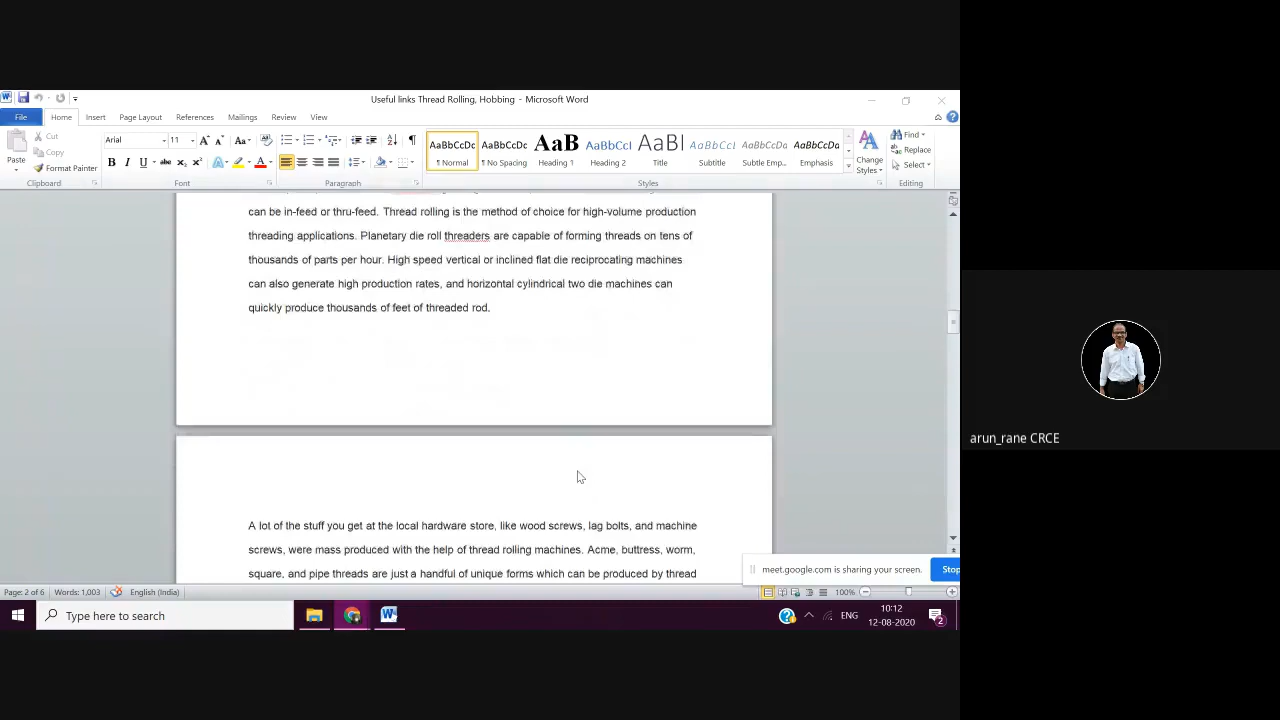 Useful links Thread Rolling, Hobbing - Microsoft Word
File Home Insert Page Layout References Mailings Review View
Paste
Cut
Copy
Format Painter
Clipboard
Arial 11
Font
Paragraph
AaBbCcDc AaBbCcDc AaB AaBbCcI AaBI AaBbCcI AaBbCcDc AaBbCcDc
¶ Normal ¶ No Spacing Heading 1 Heading 2 Title Subtitle Subtle Emp... Emphasis
Styles
Change Styles
Find
Replace
Select
Editing
can be in-feed or thru-feed. Thread rolling is the method of choice for high-volume production
threading applications. Planetary die roll threaders are capable of forming threads on tens of
thousands of parts per hour. High speed vertical or inclined flat die reciprocating machines
can also generate high production rates, and horizontal cylindrical two die machines can
quickly produce thousands of feet of threaded rod.
A lot of the stuff you get at the local hardware store, like wood screws, lag bolts, and machine
screws, were mass produced with the help of thread rolling machines. Acme, buttress, worm,
square, and pipe threads are just a handful of unique forms which can be produced by thread
meet.google.com is sharing your screen. Stop
Page: 2 of 6 Words: 1,003 English (India) 100%
Type here to search
ENG
10:12
12-08-2020
2
arun_rane CRCE